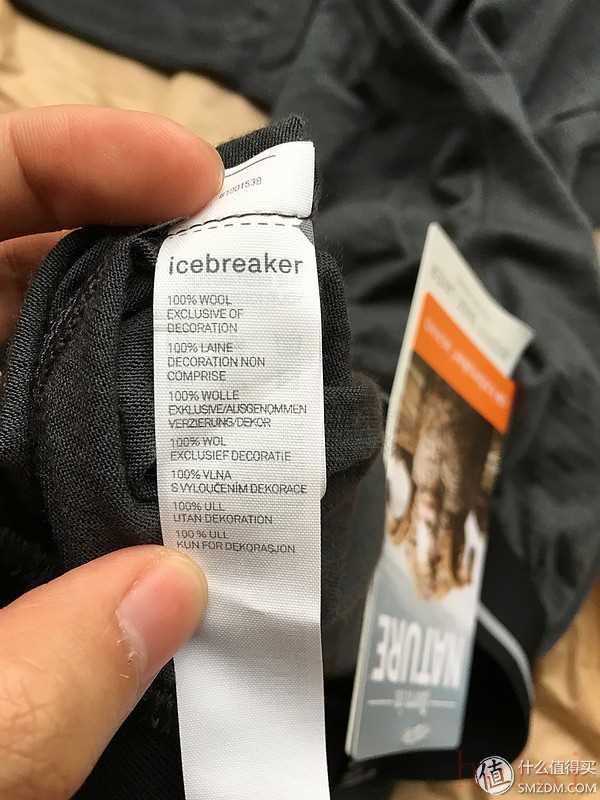 W1001538
icebreaker
100% WOOL
EXCLUSIVE OF
DECORATION
100% LAINE
DECORATION NON
COMPRISE
100% WOLLE
EXKLUSIVE/AUSGENOMMEN
VERZIERUNG/DEKOR
100% WOL
EXCLUSIEF DECORATIE
100% VLNA
S VYLOUČENÍM DEKORACE
100% ULL
UTAN DEKORATION
100 % ULL
KUN FOR DEKORASJON
NATURE
值 什么值得买
SMZDM.COM